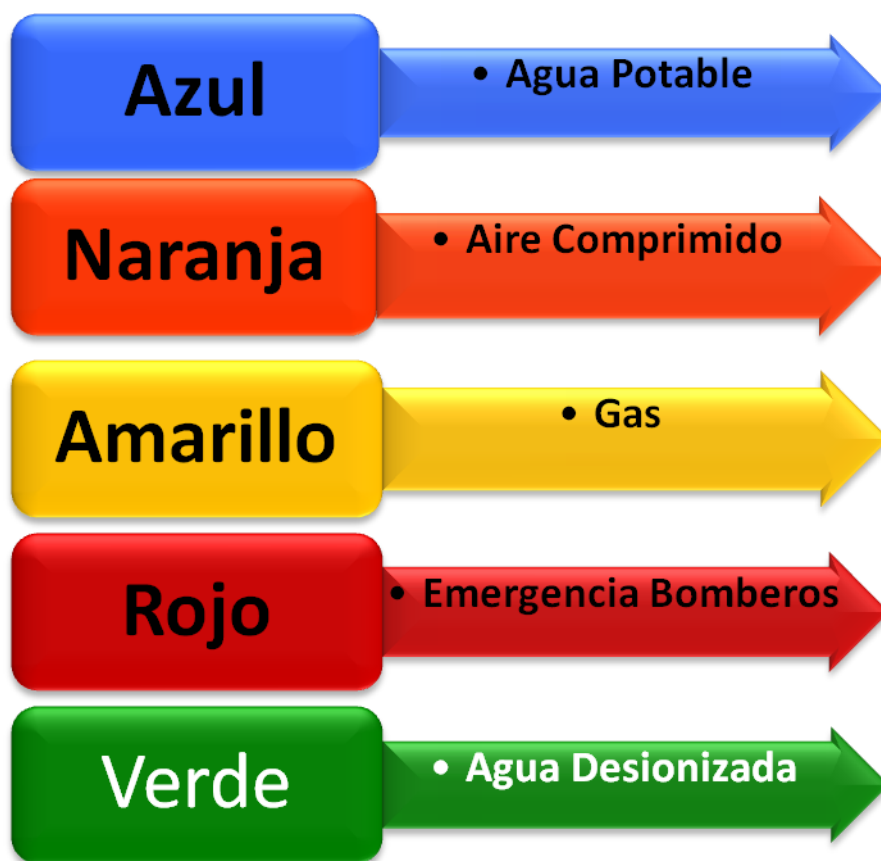 Azul
• Agua Potable
Naranja
• Aire Comprimido
Amarillo
• Gas
Rojo
• Emergencia Bomberos
Verde
• Agua Desionizada